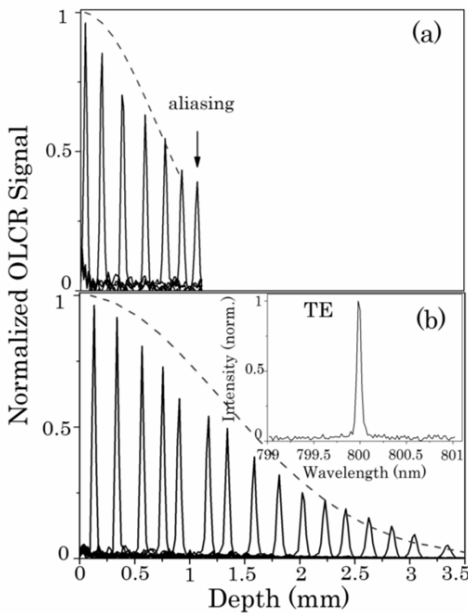 Normalized OLCR Signal
1
(a)
aliasing
0.5
0
1
(b)
TE
Intensity (norm.)
1
0.5
0
799
799.5
800
800.5
801
Wavelength (nm)
0.5
0
0
0.5
1
1.5
2
2.5
3
3.5
Depth (mm)